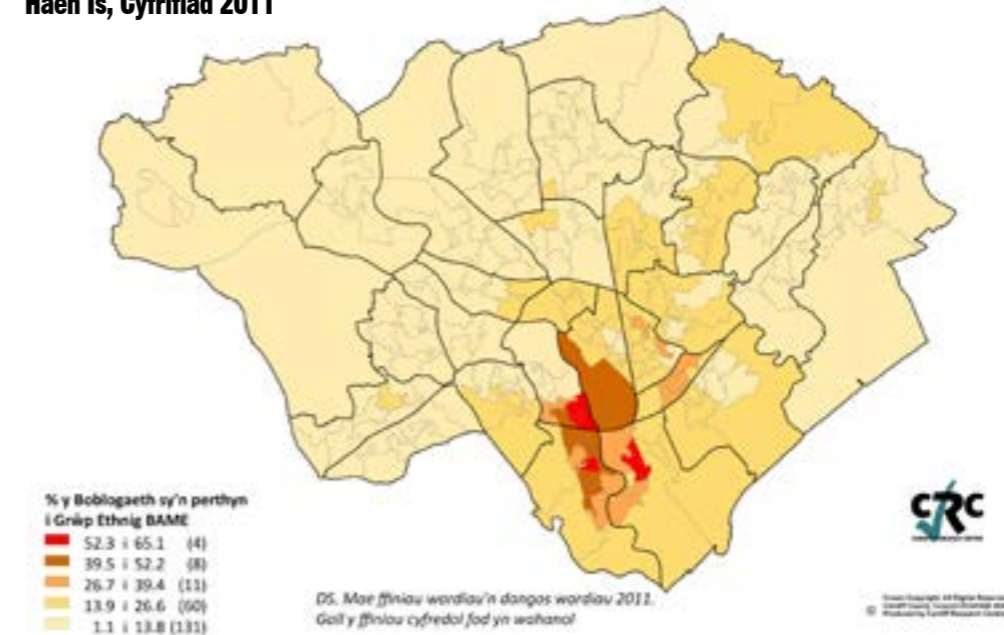 Haen Is, Cyfrifiad 2011
% y Boblogaeth sy'n perthyn
i Grŵp Ethnig BAME
52.3 i 65.1 (4)
39.5 i 52.2 (8)
26.7 i 39.4 (11)
13.9 i 26.6 (60)
1.1 i 13.8 (131)
DS. Mae ffiniau wardiau'n dangos wardiau 2011.
Gall y ffiniau cyfredol fod yn wahanol
CRC